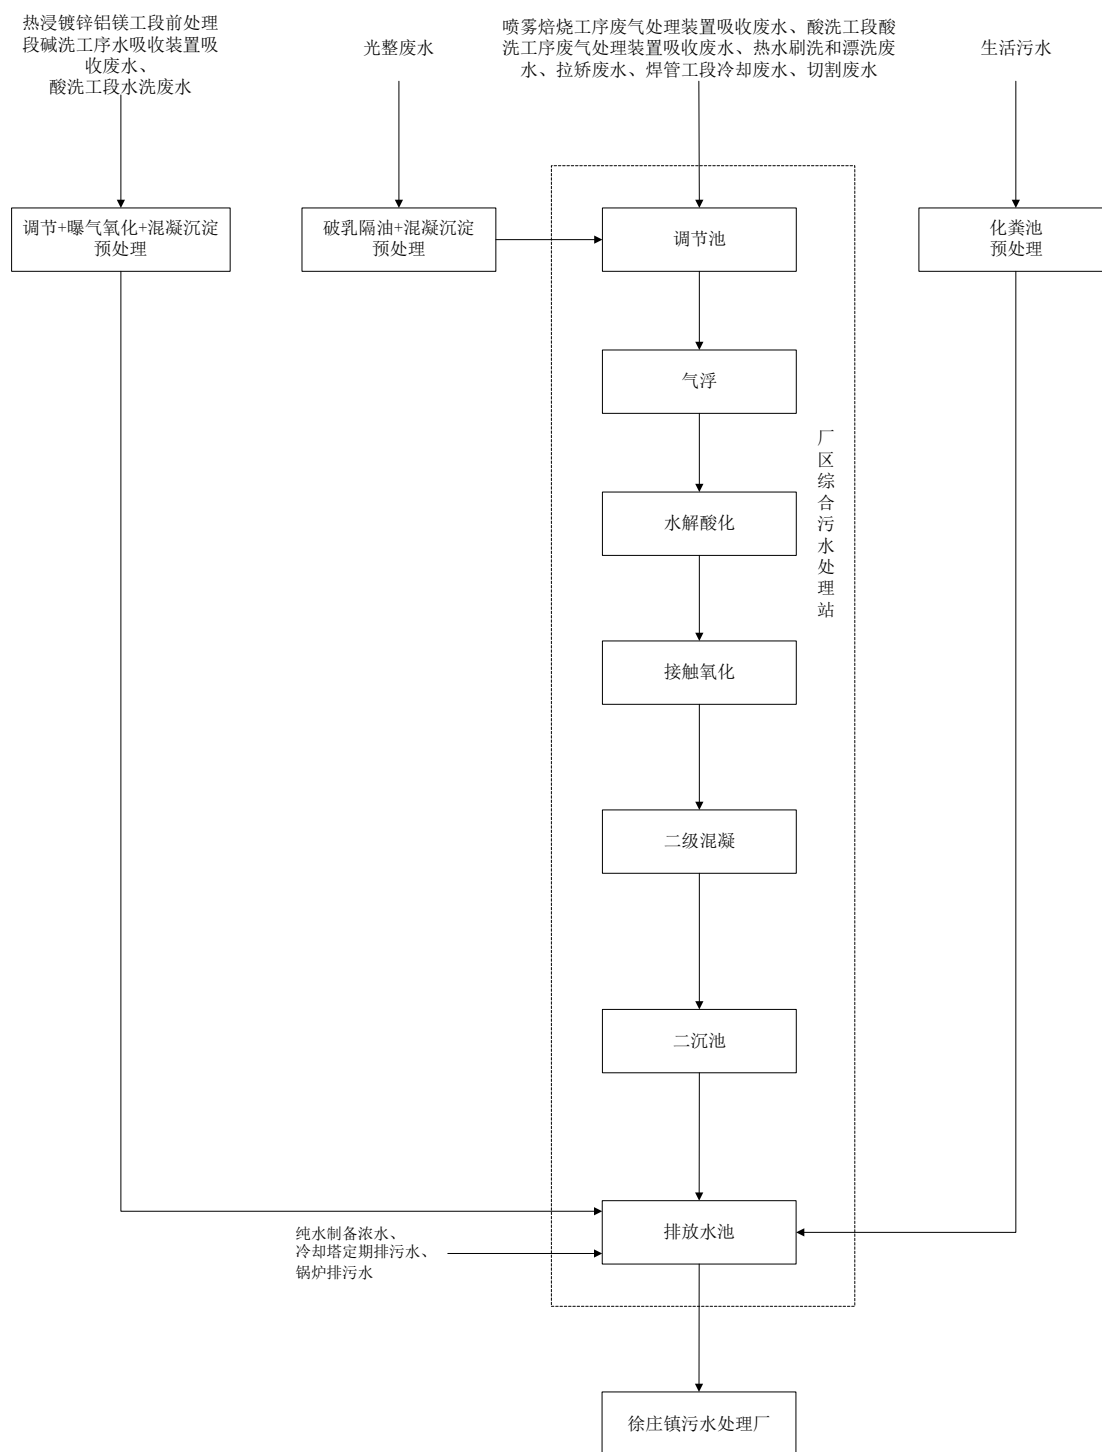 热浸镀锌铝镁工段前处理
段碱洗工序水吸收装置吸
收废水、
酸洗工段水洗废水
光整废水
喷雾焙烧工序废气处理装置吸收废水、酸洗工段酸
洗工序废气处理装置吸收废水、热水刷洗和漂洗废
水、拉矫废水、焊管工段冷却废水、切割废水
生活污水
调节+曝气氧化+混凝沉淀
预处理
破乳隔油+混凝沉淀
预处理
调节池
化粪池
预处理
气浮
厂区综合污水处理站
水解酸化
接触氧化
二级混凝
二沉池
排放水池
纯水制备浓水、
冷却塔定期排污水、
锅炉排污水
徐庄镇污水处理厂